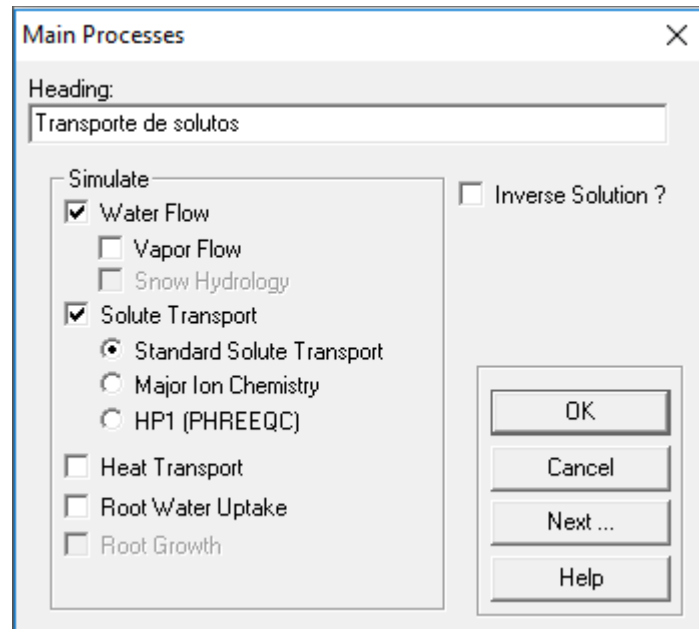 Main Processes
Heading:
Transporte de solutos
Simulate
Water Flow
Vapor Flow
Snow Hydrology
Solute Transport
Standard Solute Transport
Major Ion Chemistry
HP1 (PHREEQC)
Heat Transport
Root Water Uptake
Root Growth
Inverse Solution ?
OK
Cancel
Next ...
Help